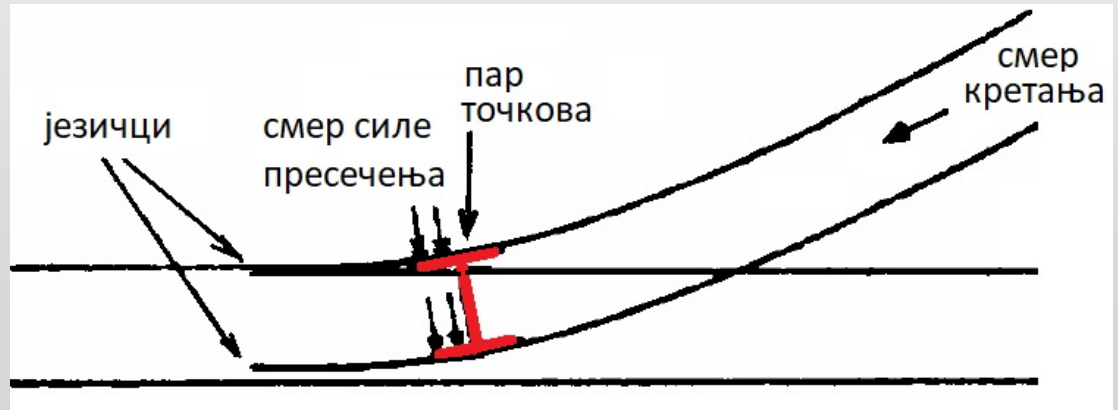 језичци
смер силе
пресечења
пар
точкова
смер
кретања